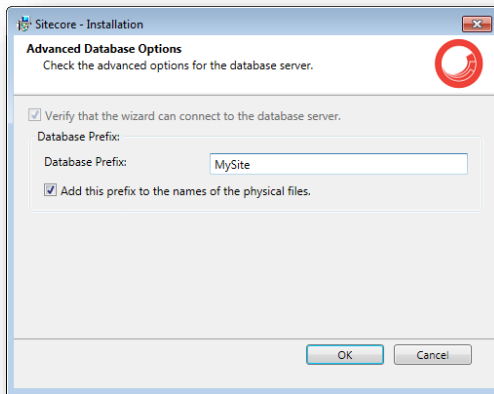 Sitecore - Installation
Advanced Database Options
Check the advanced options for the database server.
Verify that the wizard can connect to the database server.
Database Prefix:
Database Prefix: MySite
Add this prefix to the names of the physical files.
OK Cancel